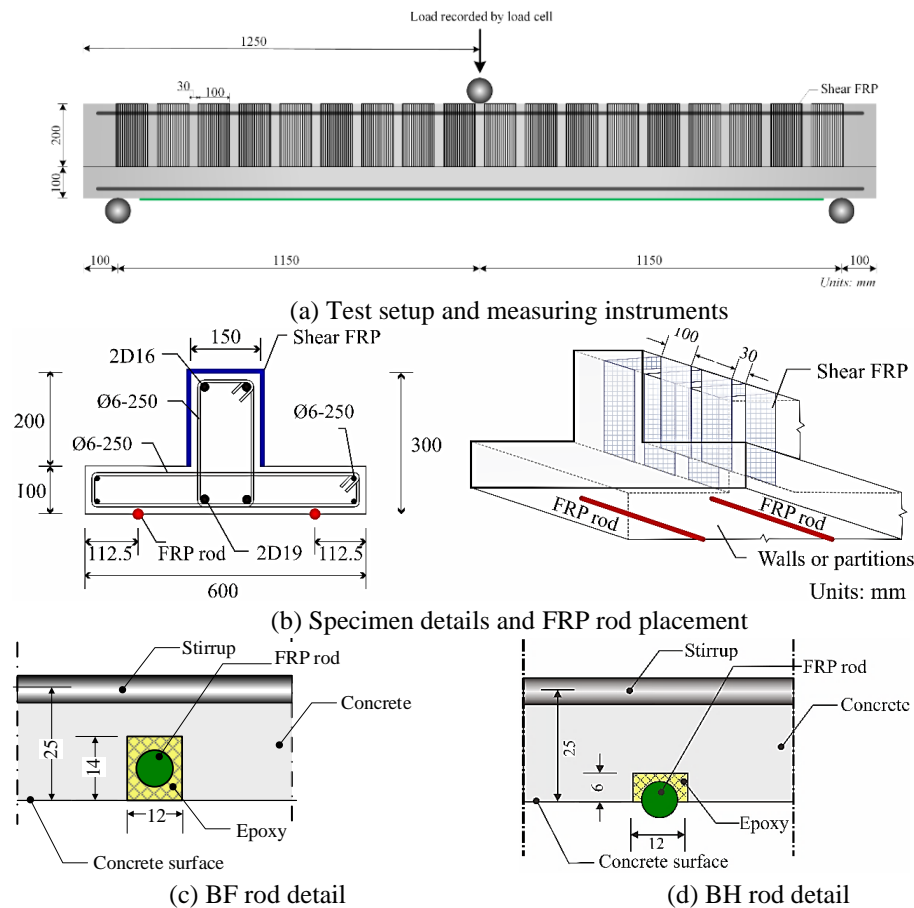 Load recorded by load cell
1250
30
100
Shear FRP
200
100
100
1150
1150
100
Units: mm
(a) Test setup and measuring instruments
150
Shear FRP
2D16
Ø6-250
Ø6-250
Ø6-250
200
100
300
112.5
FRP rod
2D19
112.5
600
100
30
Shear FRP
FRP rod
FRP rod
Walls or partitions
Units: mm
(b) Specimen details and FRP rod placement
Stirrup
FRP rod
Concrete
25
14
12
Epoxy
Concrete surface
(c) BF rod detail
Stirrup
FRP rod
Concrete
25
6
12
Epoxy
Concrete surface
(d) BH rod detail